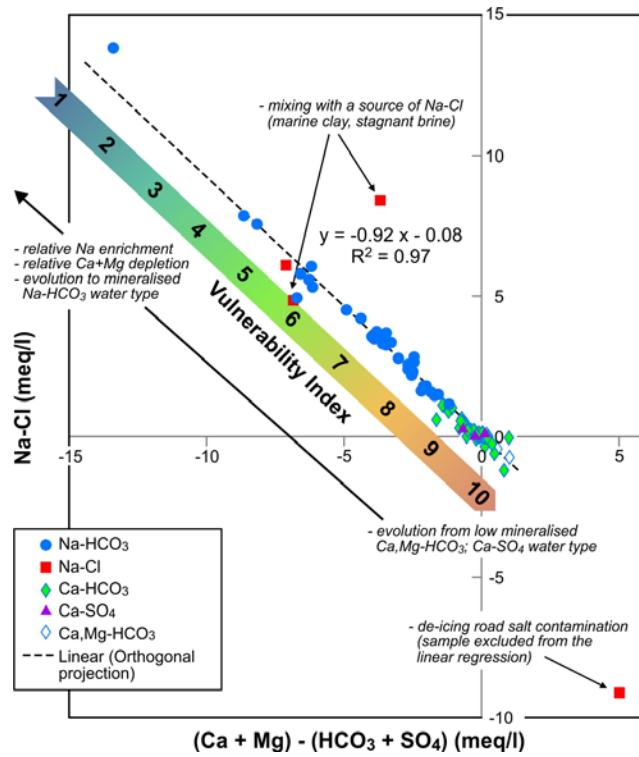 15
- mixing with a source of Na-Cl
(marine clay, stagnant brine)
10
y = -0.92 x - 0.08
R² = 0.97
- relative Na enrichment
- relative Ca+Mg depletion
- evolution to mineralised
Na-HCO₃ water type
1
2
3
4
5
6
7
8
9
10
Vulnerability Index
5
Na-Cl (meq/l)
-15
-10
-5
0
0
5
- evolution from low mineralised
Ca,Mg-HCO₃; Ca-SO₄ water type
Na-HCO₃
Na-Cl
Ca-HCO₃
Ca-SO₄
Ca,Mg-HCO₃
Linear (Orthogonal
projection)
-5
- de-icing road salt contamination
(sample excluded from the
linear regression)
-10
(Ca + Mg) - (HCO₃ + SO₄) (meq/l)